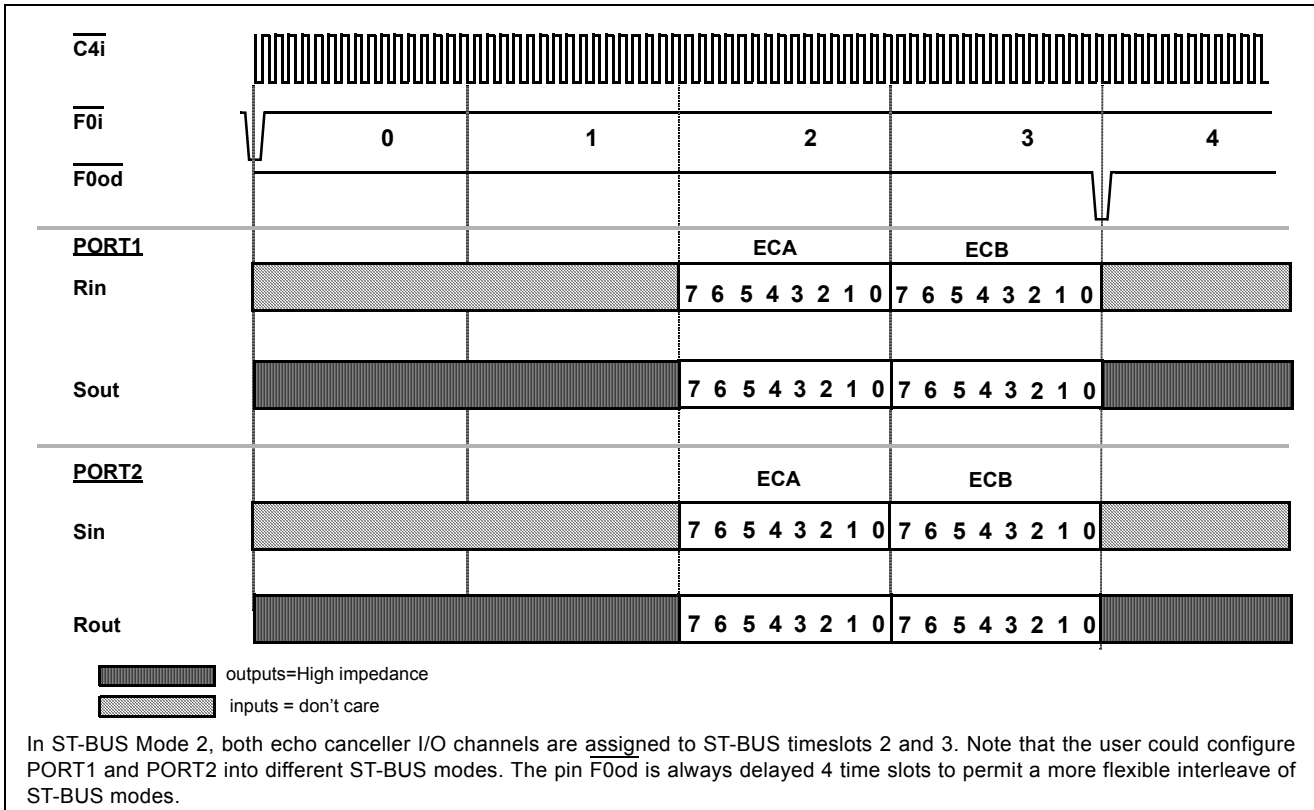 C4i
F0i
0 1 2 3 4
F0od
PORT1
ECA ECB
Rin
7 6 5 4 3 2 1 0 7 6 5 4 3 2 1 0
Sout
7 6 5 4 3 2 1 0 7 6 5 4 3 2 1 0
PORT2
ECA ECB
Sin
7 6 5 4 3 2 1 0 7 6 5 4 3 2 1 0
Rout
7 6 5 4 3 2 1 0 7 6 5 4 3 2 1 0
outputs=High impedance
inputs = don't care
In ST-BUS Mode 2, both echo canceller I/O channels are assigned to ST-BUS timeslots 2 and 3. Note that the user could configure
PORT1 and PORT2 into different ST-BUS modes. The pin F0od is always delayed 4 time slots to permit a more flexible interleave of
ST-BUS modes.